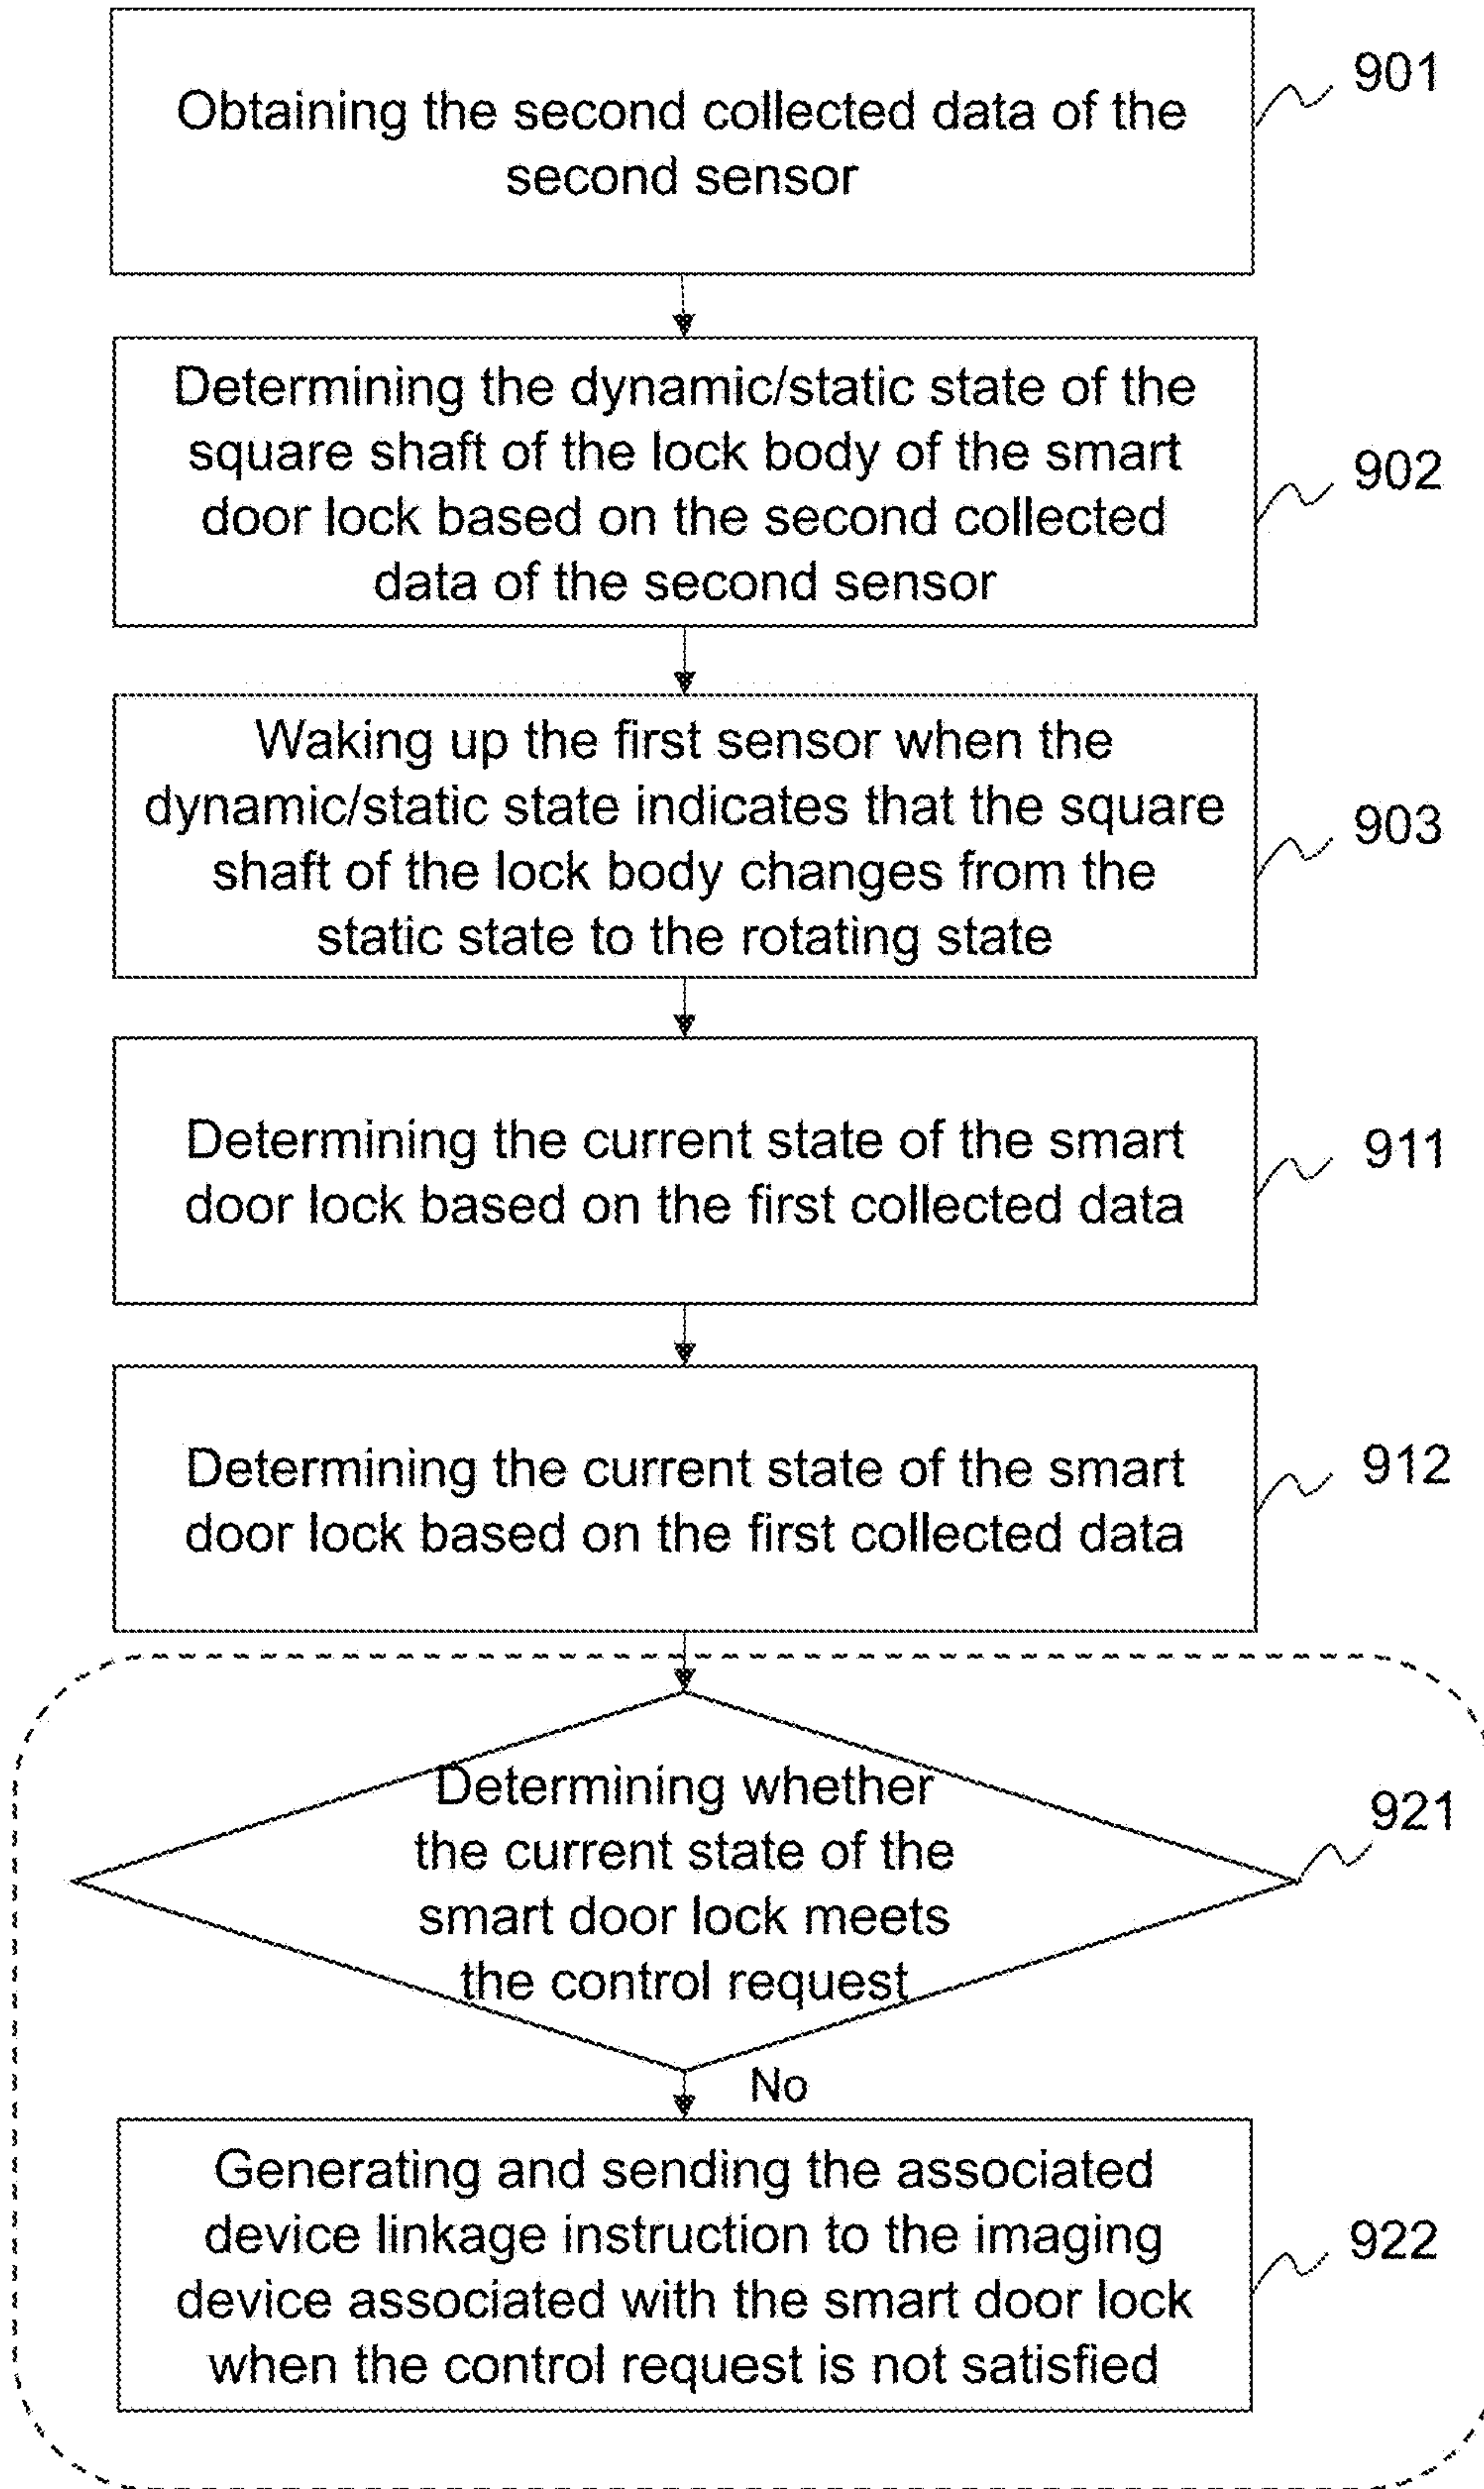 Obtaining the second collected data of the
second sensor
901
Determining the dynamic/static state of the
square shaft of the lock body of the smart
door lock based on the second collected
data of the second sensor
902
Waking up the first sensor when the
dynamic/static state indicates that the square
shaft of the lock body changes from the
static state to the rotating state
903
Determining the current state of the smart
door lock based on the first collected data
911
Determining the current state of the smart
door lock based on the first collected data
912
Determining whether
the current state of the
smart door lock meets
the control request
921
No
Generating and sending the associated
device linkage instruction to the imaging
device associated with the smart door lock
when the control request is not satisfied
922